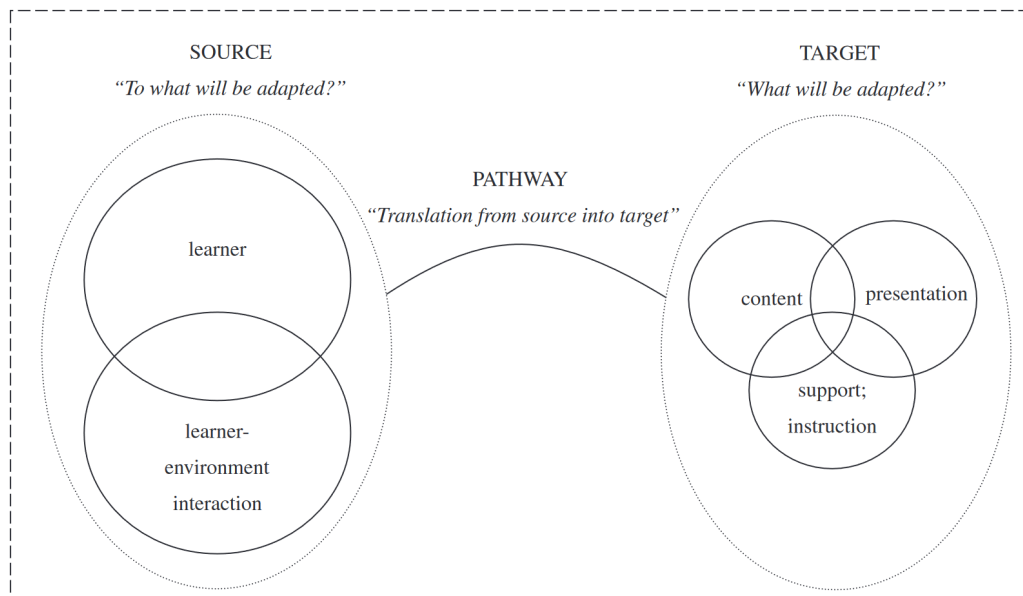 SOURCE
“To what will be adapted?”
learner
learner-
environment
interaction
PATHWAY
“Translation from source into target”
TARGET
“What will be adapted?”
content
presentation
support;
instruction